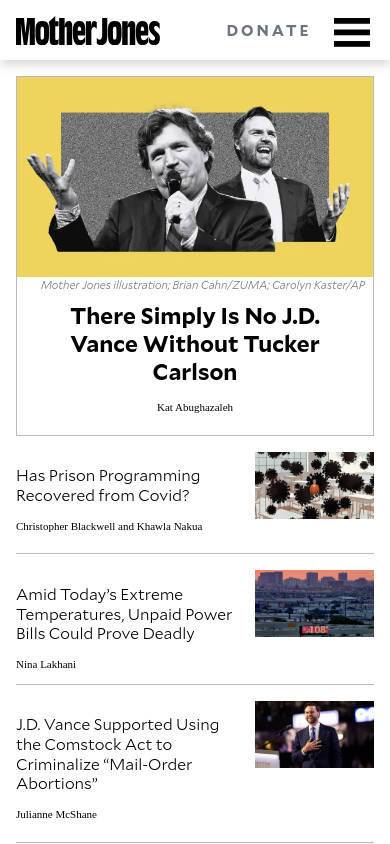 Mother Jones
DONATE
Mother Jones illustration; Brian Cahn/ZUMA; Carolyn Kaster/AP
There Simply Is No J.D.
Vance Without Tucker
Carlson
Kat Abughazaleh
Has Prison Programming
Recovered from Covid?
Christopher Blackwell and Khawla Nakua
Amid Today’s Extreme
Temperatures, Unpaid Power
Bills Could Prove Deadly
Nina Lakhani
108°
J.D. Vance Supported Using
the Comstock Act to
Criminalize “Mail-Order
Abortions”
Julianne McShane